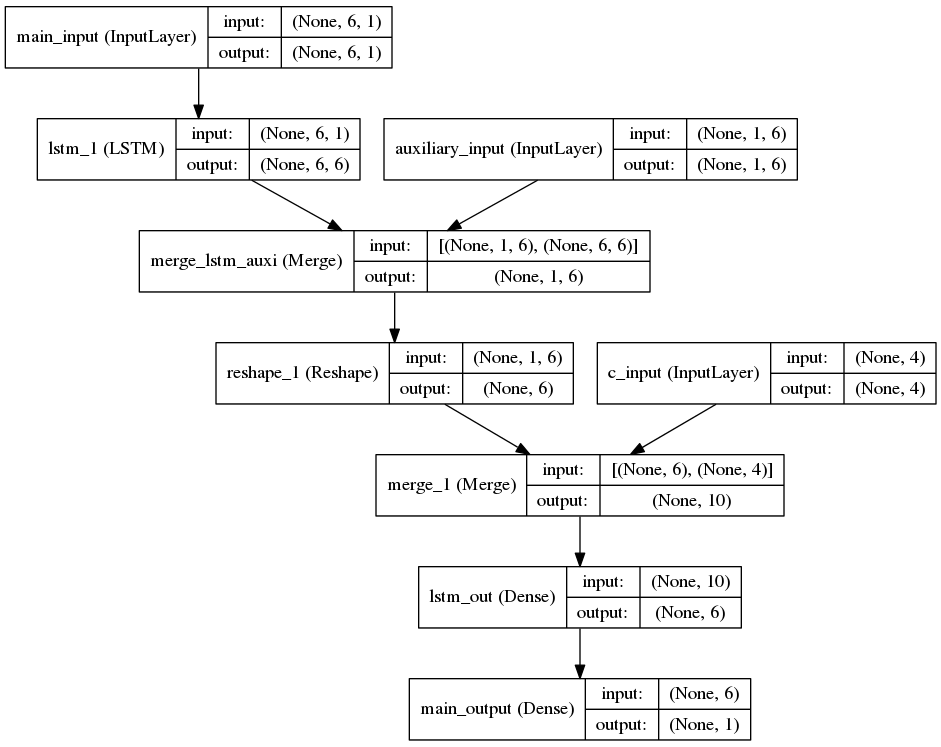 main_input (InputLayer) input: (None, 6, 1)
output: (None, 6, 1)
lstm_1 (LSTM) input: (None, 6, 1)
output: (None, 6, 6)
auxiliary_input (InputLayer) input: (None, 1, 6)
output: (None, 1, 6)
merge_lstm_auxi (Merge) input: [(None, 1, 6), (None, 6, 6)]
output: (None, 1, 6)
reshape_1 (Reshape) input: (None, 1, 6)
output: (None, 6)
c_input (InputLayer) input: (None, 4)
output: (None, 4)
merge_1 (Merge) input: [(None, 6), (None, 4)]
output: (None, 10)
lstm_out (Dense) input: (None, 10)
output: (None, 6)
main_output (Dense) input: (None, 6)
output: (None, 1)